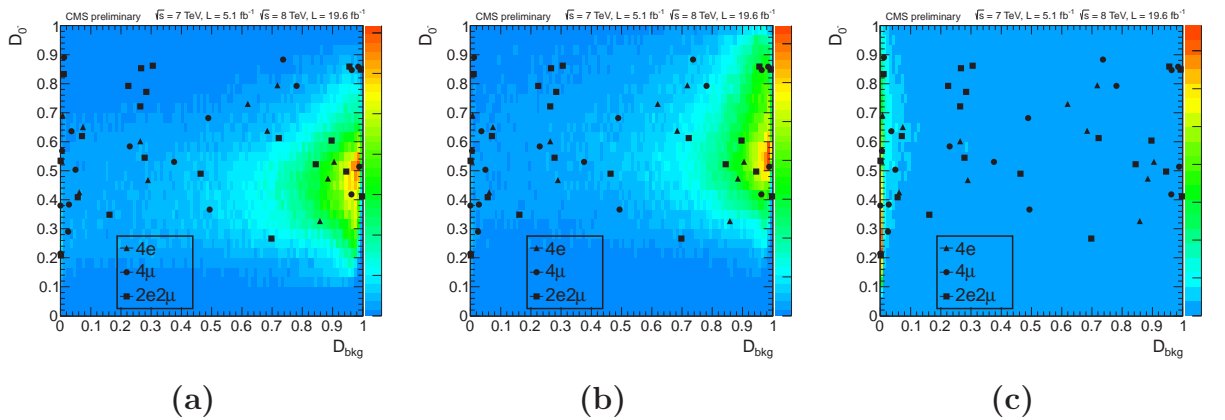 CMS preliminary √s = 7 TeV, L = 5.1 fb⁻¹ √s = 8 TeV, L = 19.6 fb⁻¹
D₀-
1
0.9
0.8
0.7
0.6
0.5
0.4
0.3
0.2
0.1
0
4e
4μ
2e2μ
0 0.1 0.2 0.3 0.4 0.5 0.6 0.7 0.8 0.9 1
D_bkg
(a)
CMS preliminary √s = 7 TeV, L = 5.1 fb⁻¹ √s = 8 TeV, L = 19.6 fb⁻¹
D₀-
1
0.9
0.8
0.7
0.6
0.5
0.4
0.3
0.2
0.1
0
4e
4μ
2e2μ
0 0.1 0.2 0.3 0.4 0.5 0.6 0.7 0.8 0.9 1
D_bkg
(b)
CMS preliminary √s = 7 TeV, L = 5.1 fb⁻¹ √s = 8 TeV, L = 19.6 fb⁻¹
D₀-
1
0.9
0.8
0.7
0.6
0.5
0.4
0.3
0.2
0.1
0
4e
4μ
2e2μ
0 0.1 0.2 0.3 0.4 0.5 0.6 0.7 0.8 0.9 1
D_bkg
(c)